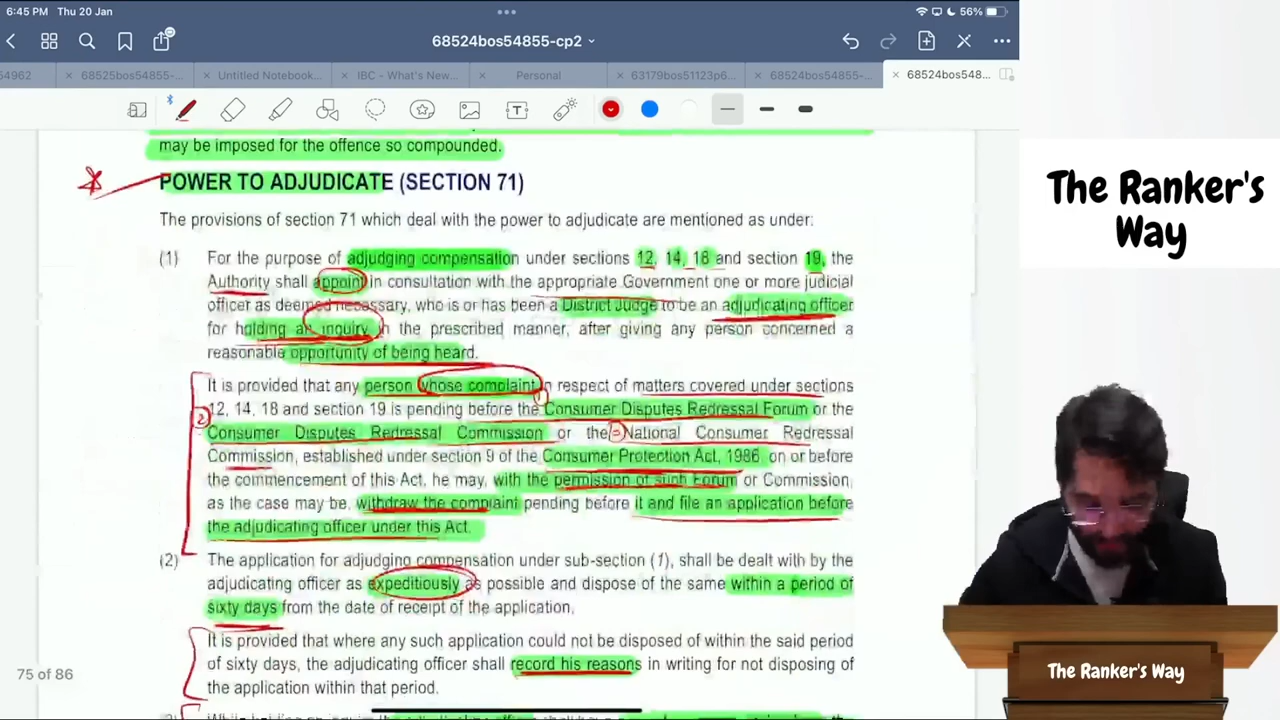 6:45 PM Thu 20 Jan
56%
68524bos54855-cp2
54962
68525bos54855-...
Untitled Notebook...
IBC - What's New...
Personal
63179bos51123p6...
68524bos54855-...
68524bos548...
may be imposed for the offence so compounded.
POWER TO ADJUDICATE (SECTION 71)
The provisions of section 71 which deal with the power to adjudicate are mentioned as under:
(1) For the purpose of adjudging compensation under sections 12, 14, 18 and section 19, the
Authority shall appoint in consultation with the appropriate Government one or more judicial
officer as deemed necessary, who is or has been a District Judge to be an adjudicating officer
for holding an inquiry in the prescribed manner, after giving any person concerned a
reasonable opportunity of being heard.
It is provided that any person whose complaint in respect of matters covered under sections
12, 14, 18 and section 19 is pending before the Consumer Disputes Redressal Forum or the
Consumer Disputes Redressal Commission or the National Consumer Redressal
Commission, established under section 9 of the Consumer Protection Act, 1986, on or before
the commencement of this Act, he may, with the permission of such Forum or Commission,
as the case may be, withdraw the complaint pending before it and file an application before
the adjudicating officer under this Act.
(2) The application for adjudging compensation under sub-section (1), shall be dealt with by the
adjudicating officer as expeditiously as possible and dispose of the same within a period of
sixty days from the date of receipt of the application.
It is provided that where any such application could not be disposed of within the said period
of sixty days, the adjudicating officer shall record his reasons in writing for not disposing of
the application within that period.
75 of 86
The Ranker's
Way
The Ranker's Way